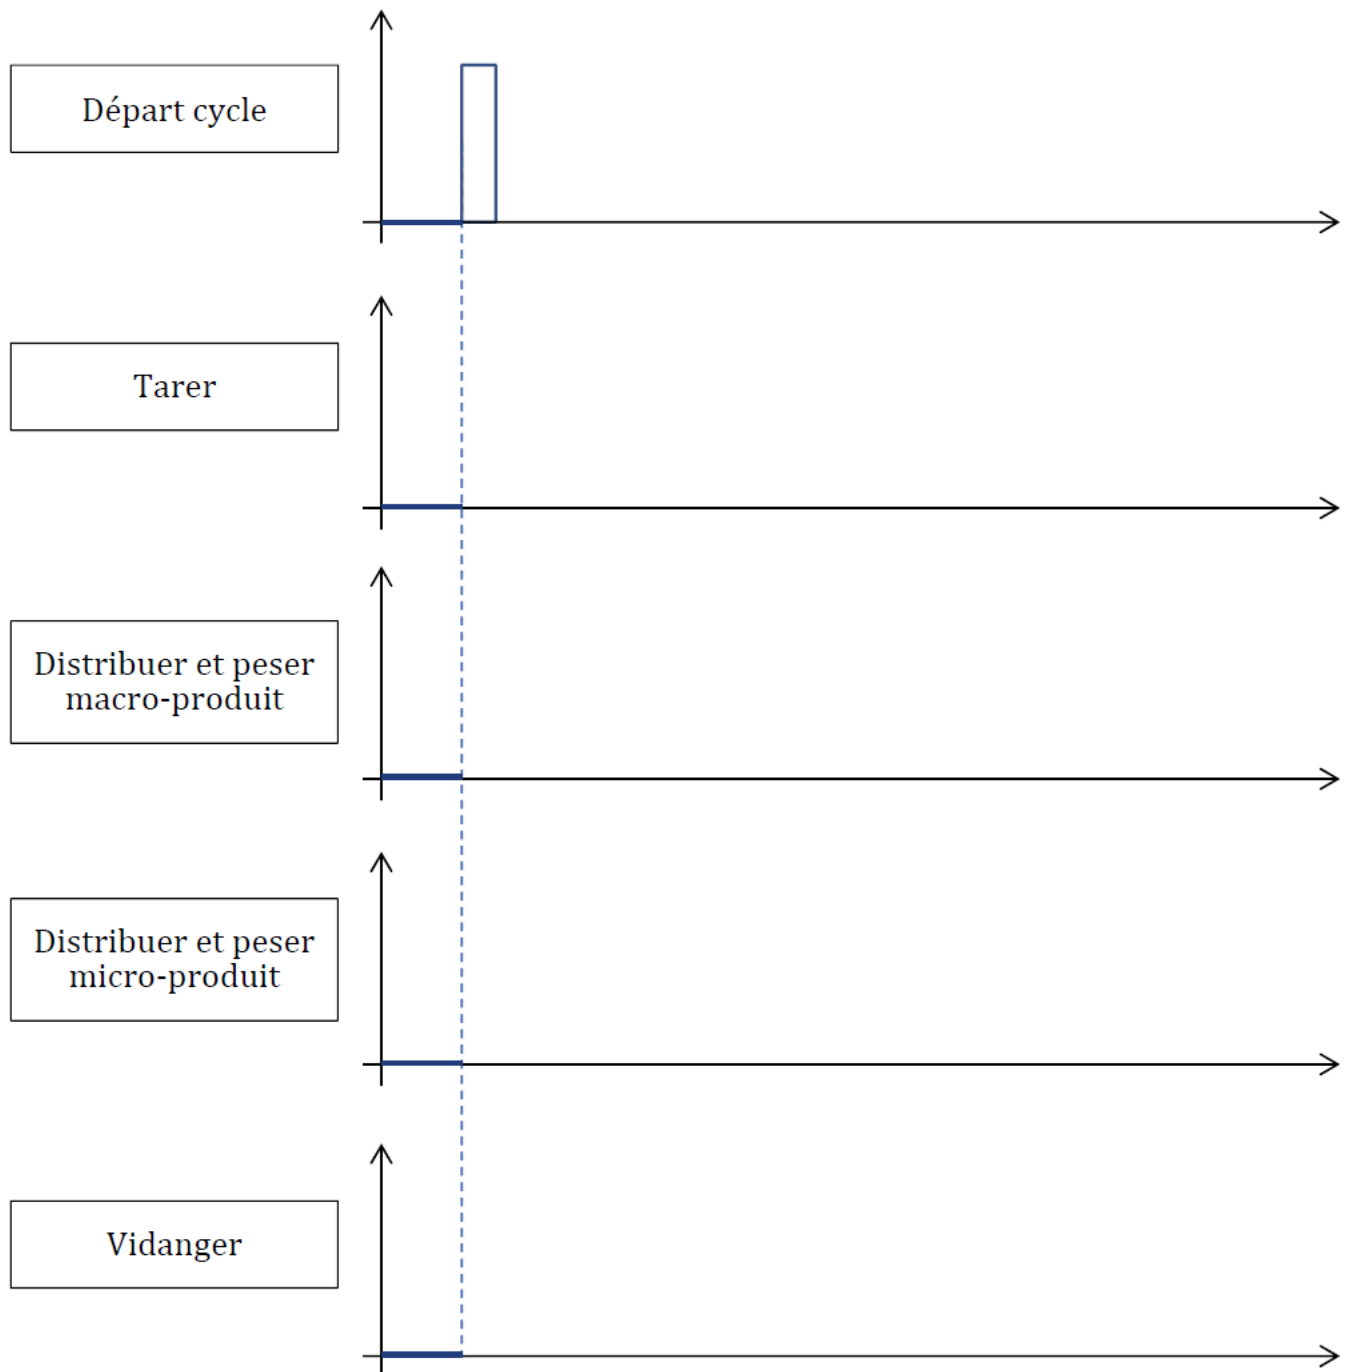 Départ cycle
Tarer
Distribuer et peser
macro-produit
Distribuer et peser
micro-produit
Vidanger